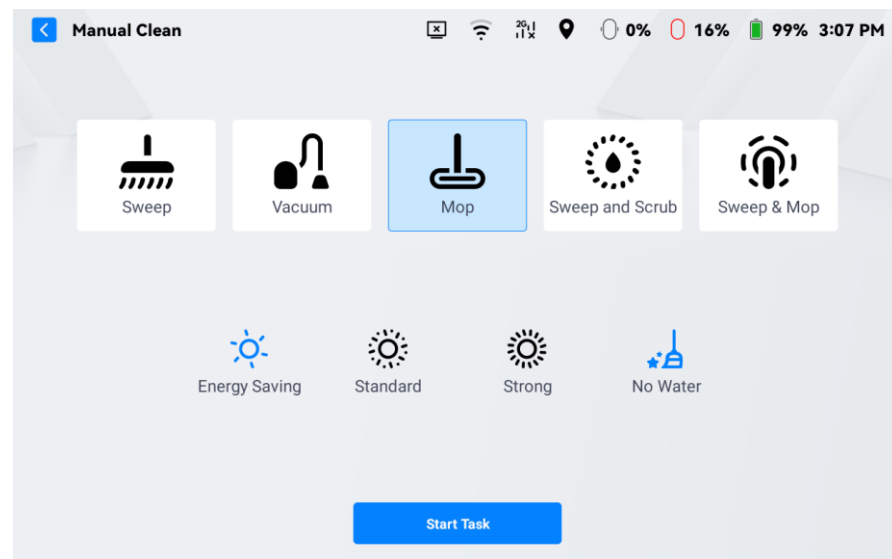 Manual Clean 2G 0% 16% 99% 3:07 PM
Sweep Vacuum Mop Sweep and Scrub Sweep & Mop
Energy Saving Standard Strong No Water
Start Task